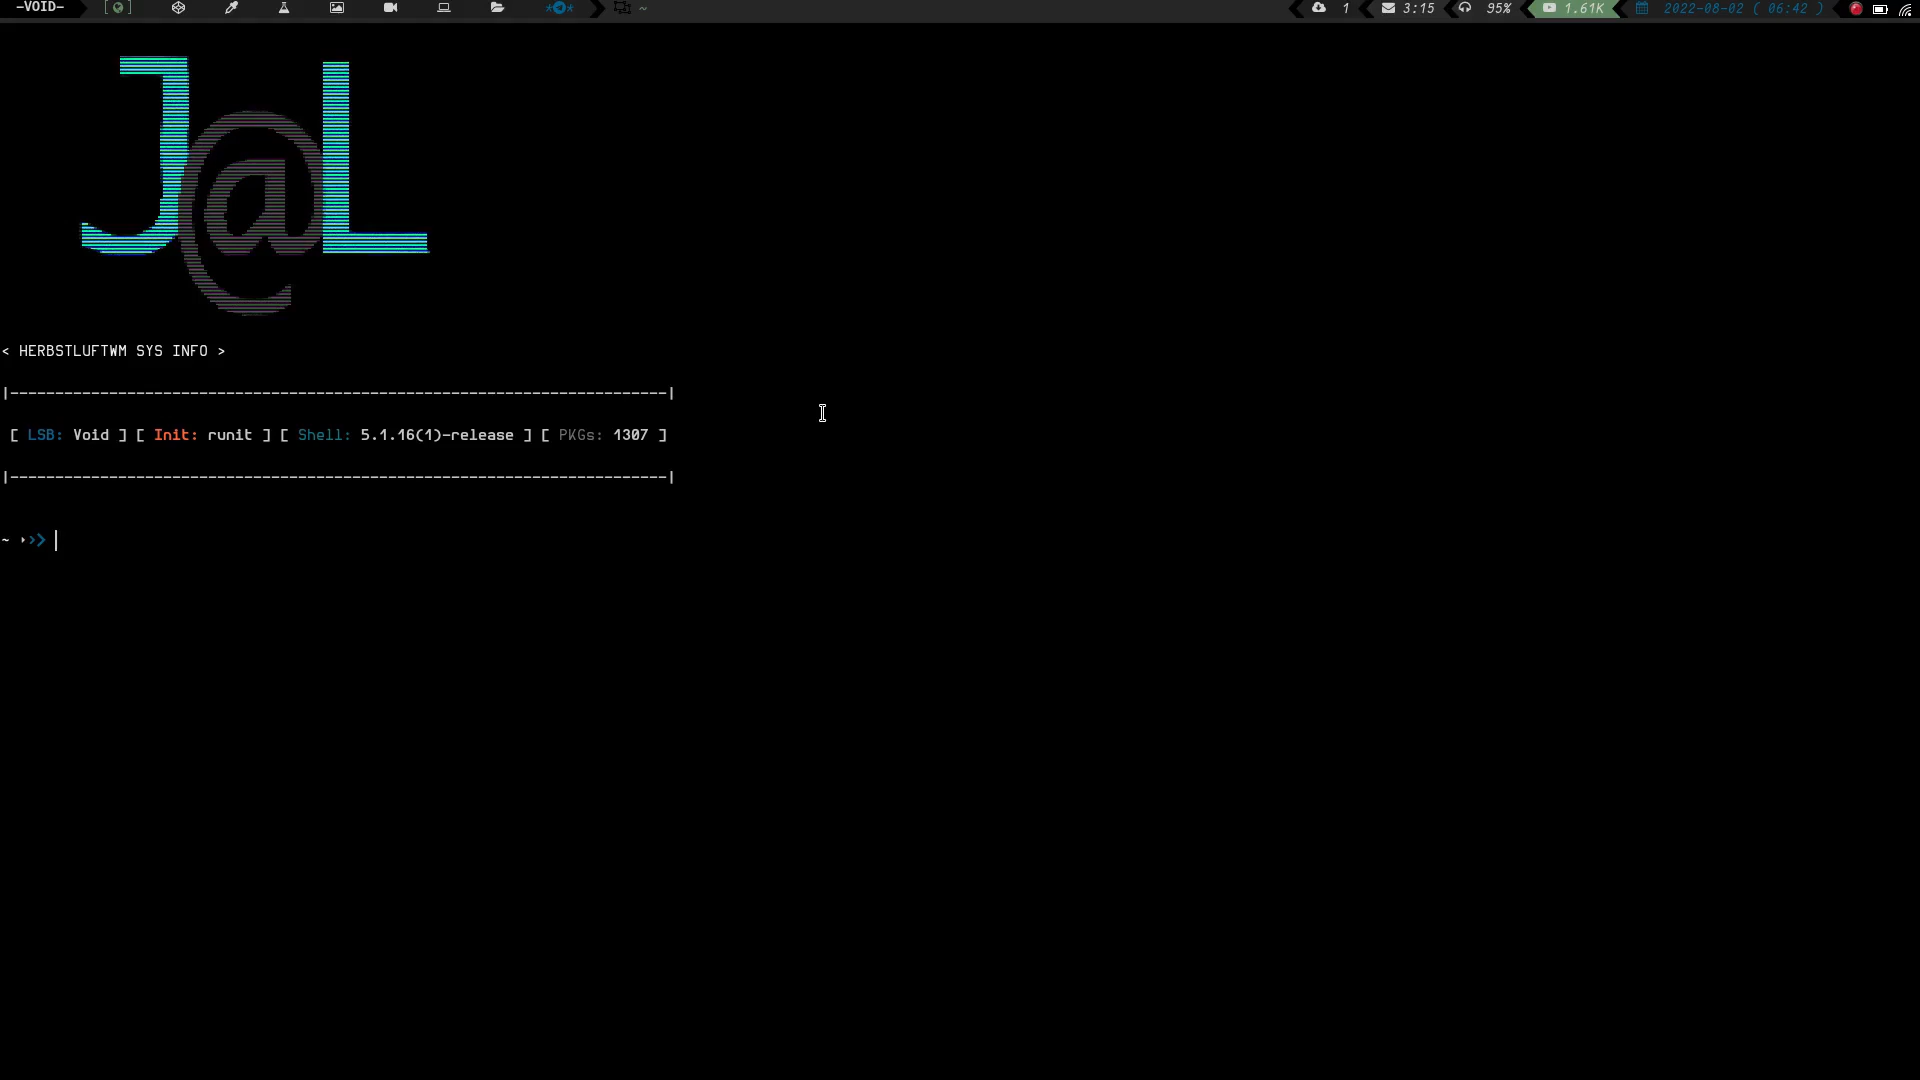 -VOID- [ ] ** ~ 1 3:15 95% 1.61K 2022-08-02 ( 06:42 )
J@L
< HERBSTLUFTWM SYS INFO >
|-------------------------------------------------------------------------|
[ LSB: Void ] [ Init: runit ] [ Shell: 5.1.16(1)-release ] [ PKGs: 1307 ]
|-------------------------------------------------------------------------|
~ ››❯